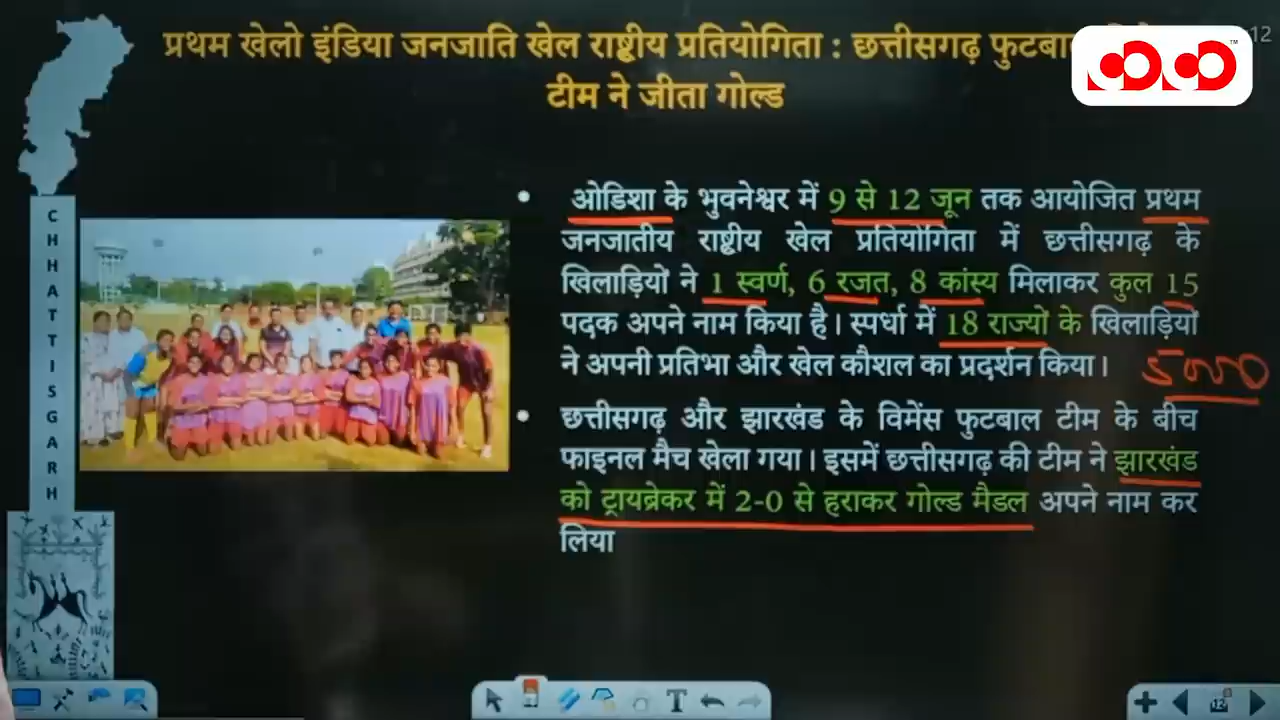 प्रथम खेलो इंडिया जनजाति खेल राष्ट्रीय प्रतियोगिता : छत्तीसगढ़ फुटबा
12
टीम ने जीता गोल्ड
CHHATTISGARH
• ओडिशा के भुवनेश्वर में 9 से 12 जून तक आयोजित प्रथम
जनजातीय राष्ट्रीय खेल प्रतियोगिता में छत्तीसगढ़ के
खिलाड़ियों ने 1 स्वर्ण, 6 रजत, 8 कांस्य मिलाकर कुल 15
पदक अपने नाम किया है। स्पर्धा में 18 राज्यों के खिलाड़ियों
ने अपनी प्रतिभा और खेल कौशल का प्रदर्शन किया।
5000
• छत्तीसगढ़ और झारखंड के विमेंस फुटबाल टीम के बीच
फाइनल मैच खेला गया। इसमें छत्तीसगढ़ की टीम ने झारखंड
को ट्रायब्रेकर में 2-0 से हराकर गोल्ड मैडल अपने नाम कर
लिया